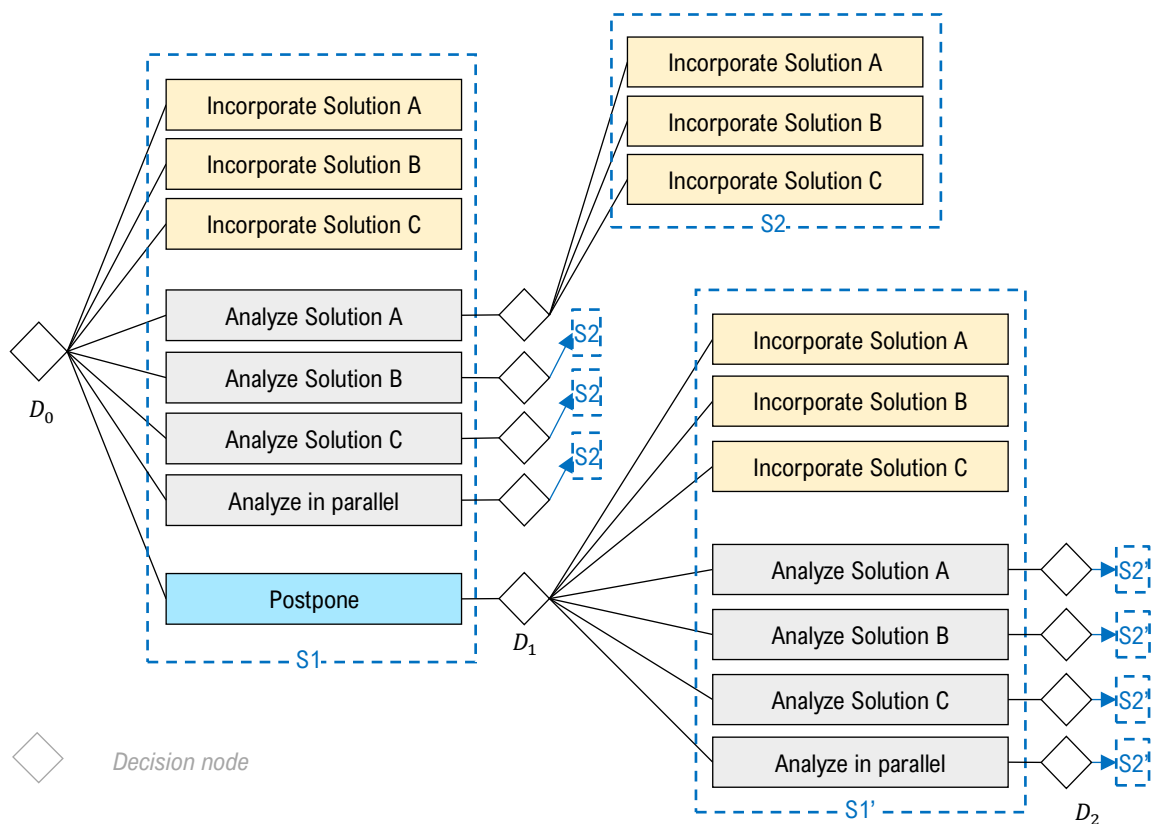 Incorporate Solution A
Incorporate Solution B
Incorporate Solution C
Analyze Solution A
Analyze Solution B
Analyze Solution C
Analyze in parallel
Postpone
S1
D₀
Incorporate Solution A
Incorporate Solution B
Incorporate Solution C
S2
S2
S2
S2
D₁
Incorporate Solution A
Incorporate Solution B
Incorporate Solution C
Analyze Solution A
Analyze Solution B
Analyze Solution C
Analyze in parallel
S1’
S2’
S2’
S2’
S2’
D₂
Decision node